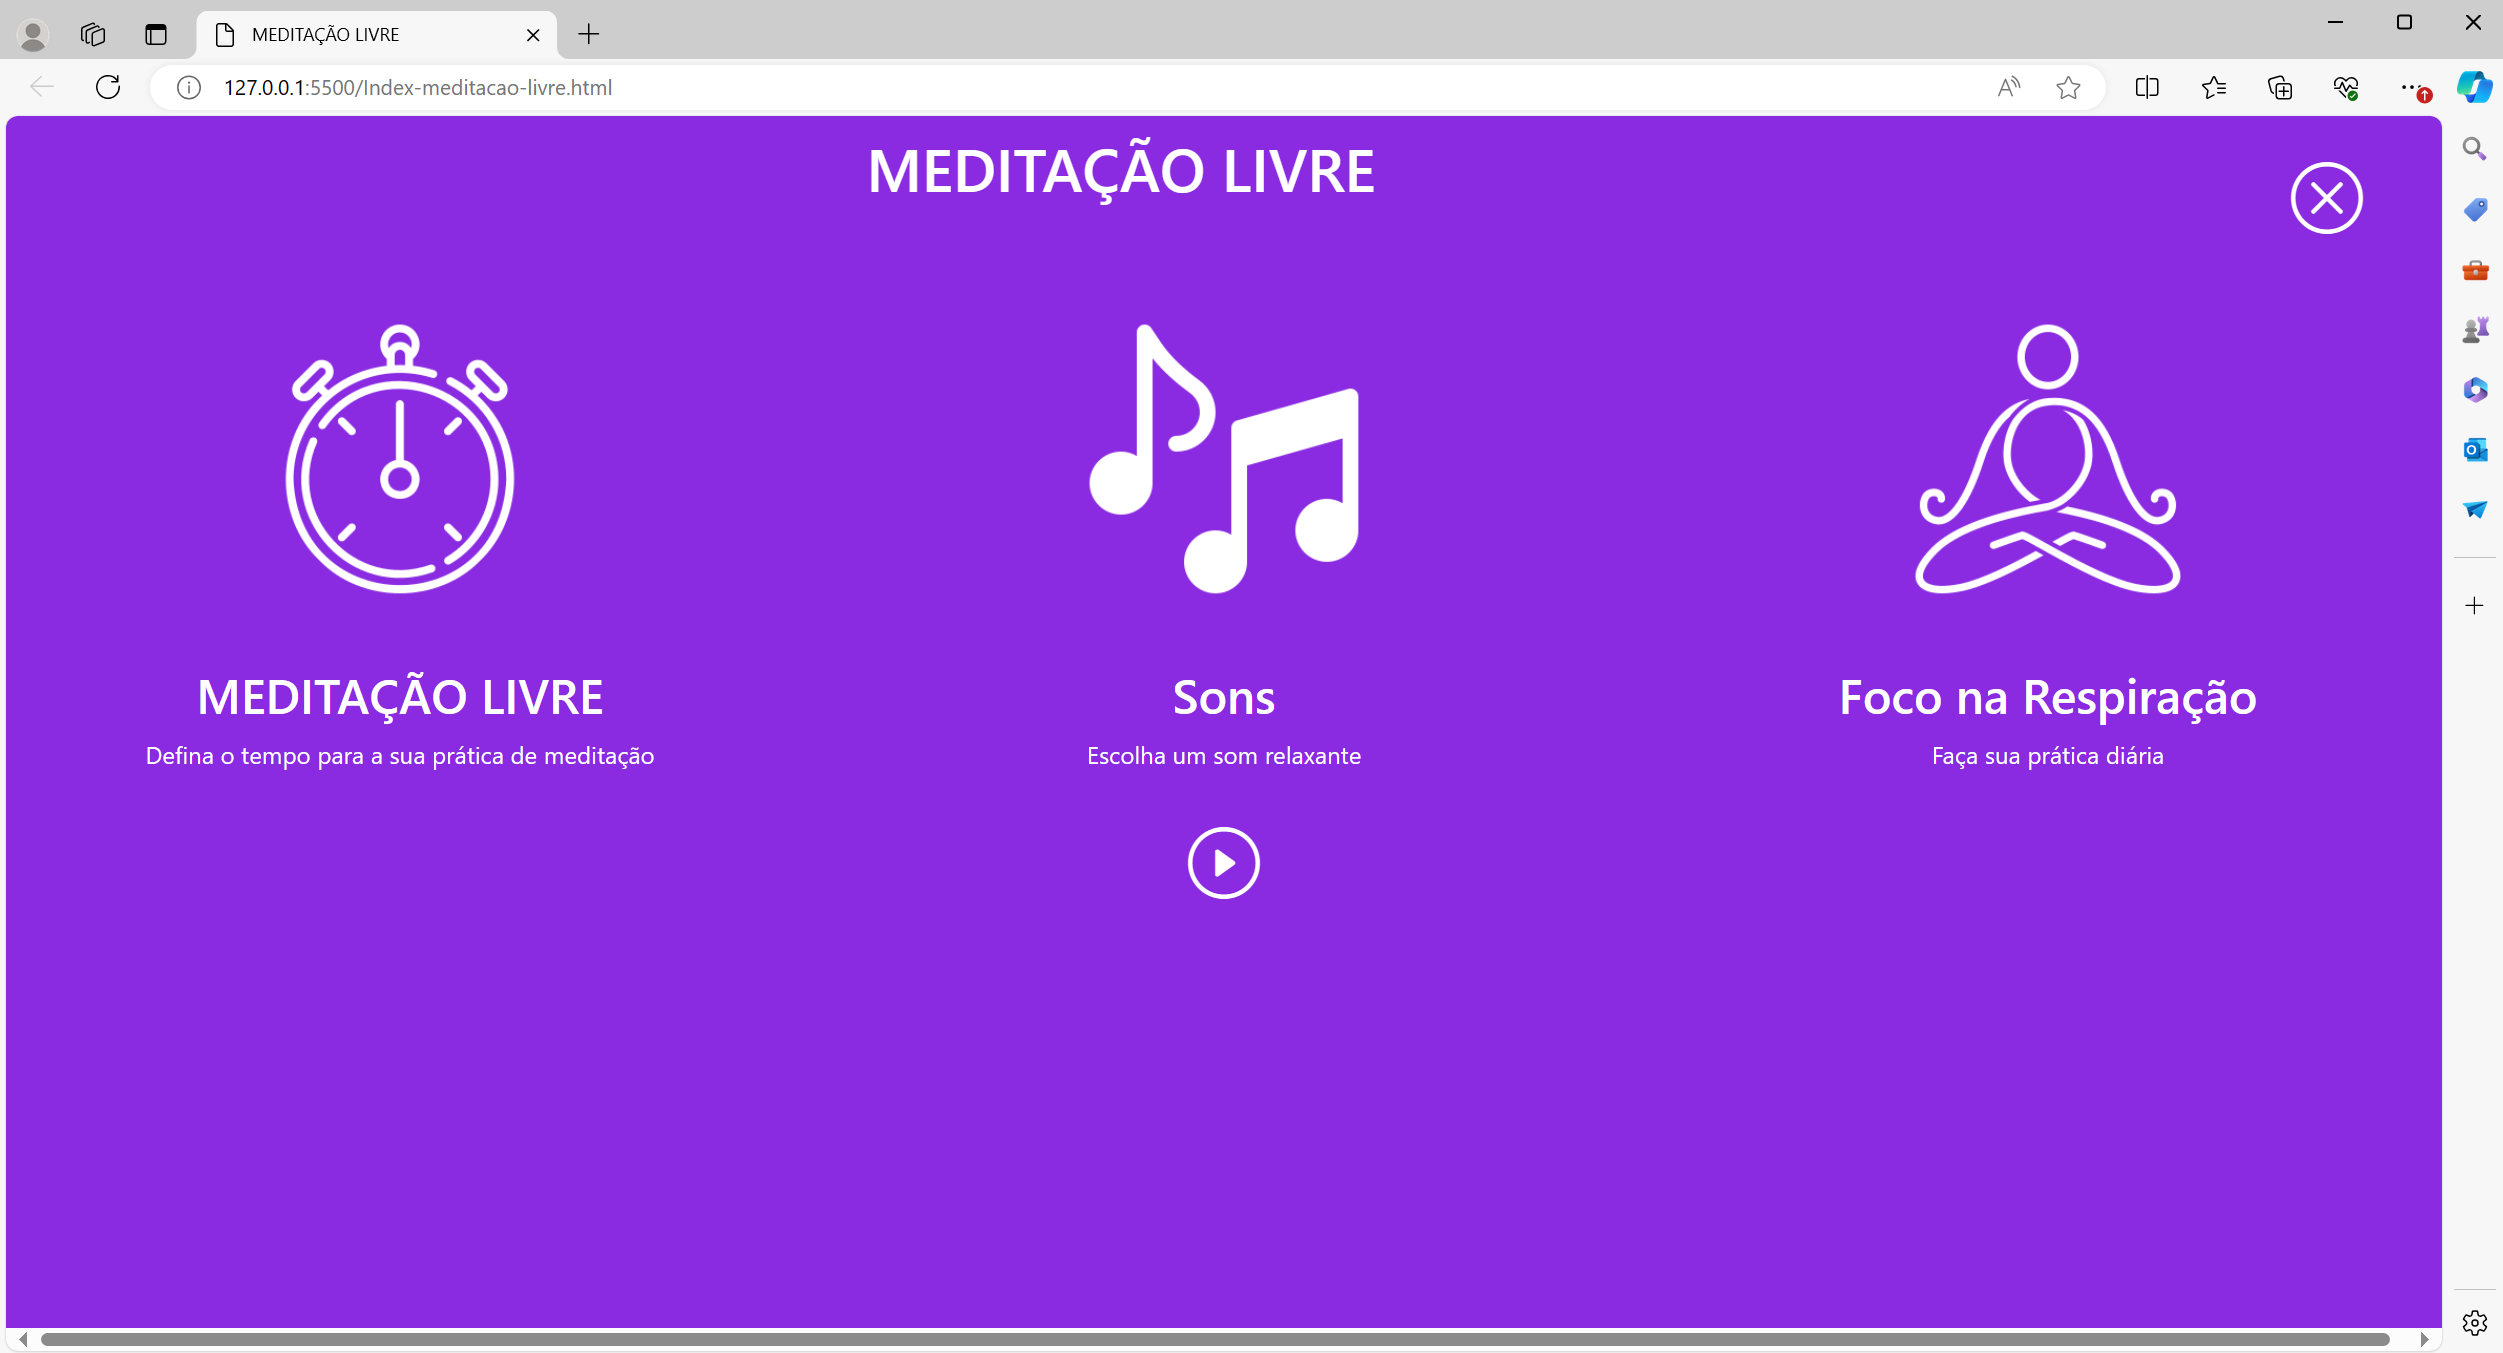 MEDITAÇÃO LIVRE
127.0.0.1:5500/Index-meditacao-livre.html
MEDITAÇÃO LIVRE
MEDITAÇÃO LIVRE
Defina o tempo para a sua prática de meditação
Sons
Escolha um som relaxante
Foco na Respiração
Faça sua prática diária